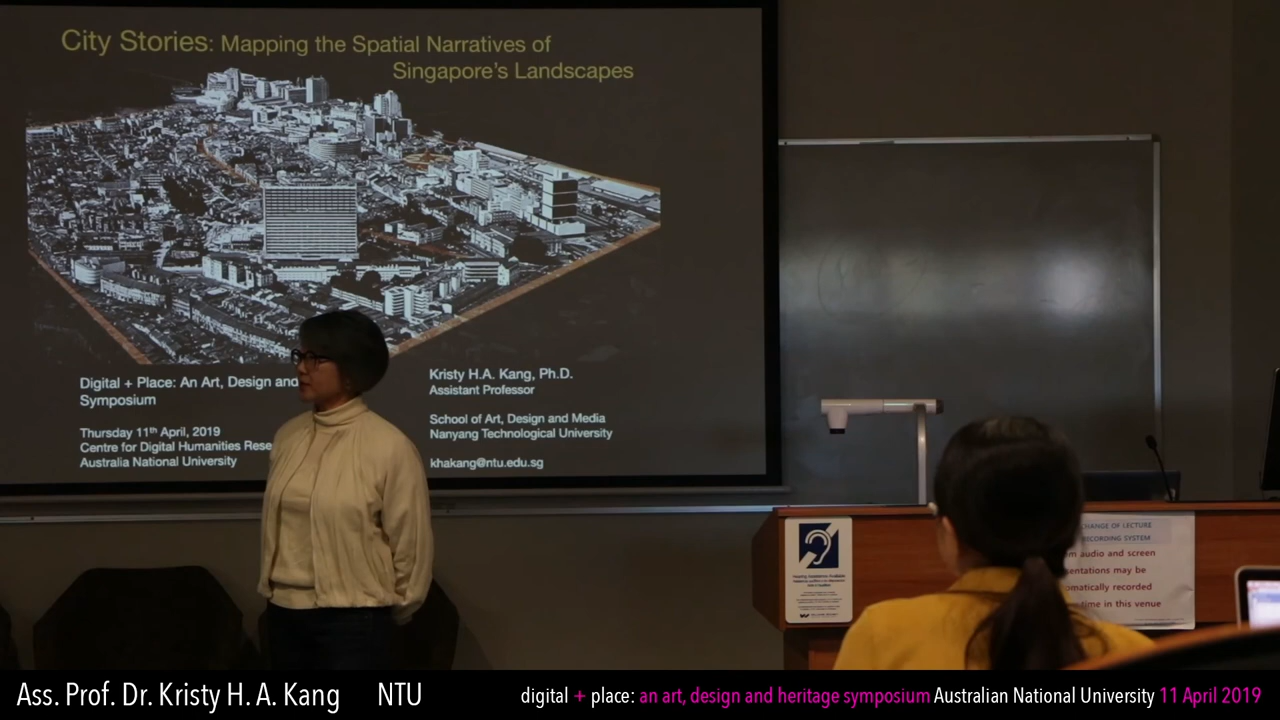 City Stories: Mapping the Spatial Narratives of
Singapore's Landscapes
Digital + Place: An Art, Design and
Symposium
Thursday 11th April, 2019
Centre for Digital Humanities Rese
Australia National University
Kristy H.A. Kang, Ph.D.
Assistant Professor
School of Art, Design and Media
Nanyang Technological University
khakang@ntu.edu.sg
CHANGE OF LECTURE
RECORDING SYSTEM
audio and screen
may be
recorded
time in this venue
Ass. Prof. Dr. Kristy H. A. Kang NTU
digital + place: an art, design and heritage symposium Australian National University 11 April 2019